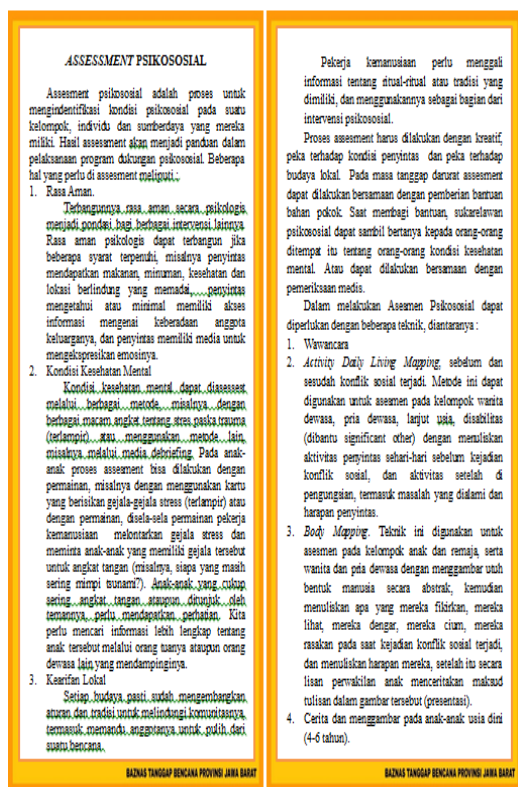 ASSESSMENT PSIKOSOSIAL
Assesment psikososial adalah proses untuk
mengindentifikasi kondisi psikososial pada suatu
kelompok, individu dan sumberdaya yang mereka
miliki. Hasil assessment akan menjadi panduan dalam
pelaksanaan program dukungan psikososial. Beberapa
hal yang perlu di assesment meliputi :
1. Rasa Aman.
Terbangunnya rasa aman secara psikologis
menjadi pondasi bagi berbagai intervensi lainnya.
Rasa aman psikologis dapat terbangun jika
beberapa syarat terpenuhi, misalnya penyintas
mendapatkan makanan, minuman, kesehatan dan
lokasi berlindung yang memadai, penyintas
mengetahui atau minimal memiliki akses
informasi mengenai keberadaan anggota
keluarganya, dan penyintas memiliki media untuk
mengekspresikan emosinya.
2. Kondisi Kesehatan Mental
Kondisi kesehatan mental dapat diassessest
melalui berbagai metode, misalnya dengan
berbagai macam angket tentang stres paska trauma
(terlampir) atau menggunakan metode lain,
misalnya melalui media debriefing. Pada anak-
anak proses assesment bisa dilakukan dengan
permainan, misalnya dengan menggunakan kartu
yang berisikan gejala-gejala stress (terlampir) atau
dengan permainan, disela-sela permainan pekerja
kemanusiaan melontarkan gejala stress dan
meminta anak-anak yang memiliki gejala tersebut
untuk angkat tangan (misalnya, siapa yang masih
sering mimpi tsunami?). Anak-anak yang cukup
sering angkat tangan ataupun ditunjuk oleh
temannya, perlu mendapatkan perhatian. Kita
perlu mencari informasi lebih lengkap tentang
anak tersebut melalui orang tuanya ataupun orang
dewasa lain yang mendampinginya.
3. Kearifan Lokal
Setiap budaya pasti sudah mengembangkan
aturan dan tradisi untuk melindungi komunitasnya,
termasuk memandu anggotanya untuk pulih dari
suatu bencana.
BAZNAS TANGGAP BENCANA PROVINSI JAWA BARAT
Pekerja kemanusiaan perlu menggali
informasi tentang ritual-ritual atau tradisi yang
dimiliki, dan menggunakannya sebagai bagian dari
intervensi psikososial.
Proses assesment harus dilakukan dengan kreatif,
peka terhadap kondisi penyintas dan peka terhadap
budaya lokal. Pada masa tanggap darurat assesment
dapat dilakukan bersamaan dengan pemberian bantuan
bahan pokok. Saat membagi bantuan, sukarelawan
psikososial dapat sambil bertanya kepada orang-orang
ditempat itu tentang orang-orang kondisi kesehatan
mental. Atau dapat dilakukan bersamaan dengan
pemeriksaan medis.
Dalam melakukan Asesmen Psikososial dapat
diperlukan dengan beberapa teknik, diantaranya :
1. Wawancara
2. Activity Daily Living Mapping, sebelum dan
sesudah konflik sosial terjadi. Metode ini dapat
digunakan untuk asesmen pada kelompok wanita
dewasa, pria dewasa, lanjut usia, disabilitas
(dibantu significant other) dengan menuliskan
aktivitas penyintas sehari-hari sebelum kejadian
konflik sosial, dan aktivitas setelah di
pengungsian, termasuk masalah yang dialami dan
harapan penyintas.
3. Body Mapping. Teknik ini digunakan untuk
asesmen pada kelompok anak dan remaja, serta
wanita dan pria dewasa dengan menggambar utuh
bentuk manusia secara abstrak, kemudian
menuliskan apa yang mereka fikirkan, mereka
lihat, mereka dengar, mereka cium, mereka
rasakan pada saat kejadian konflik sosial terjadi,
dan menuliskan harapan mereka, setelah itu secara
lisan perwakilan anak menceritakan maksud
tulisan dalam gambar tersebut (presentasi).
4. Cerita dan menggambar pada anak-anak usia dini
(4-6 tahun).
BAZNAS TANGGAP BENCANA PROVINSI JAWA BARAT